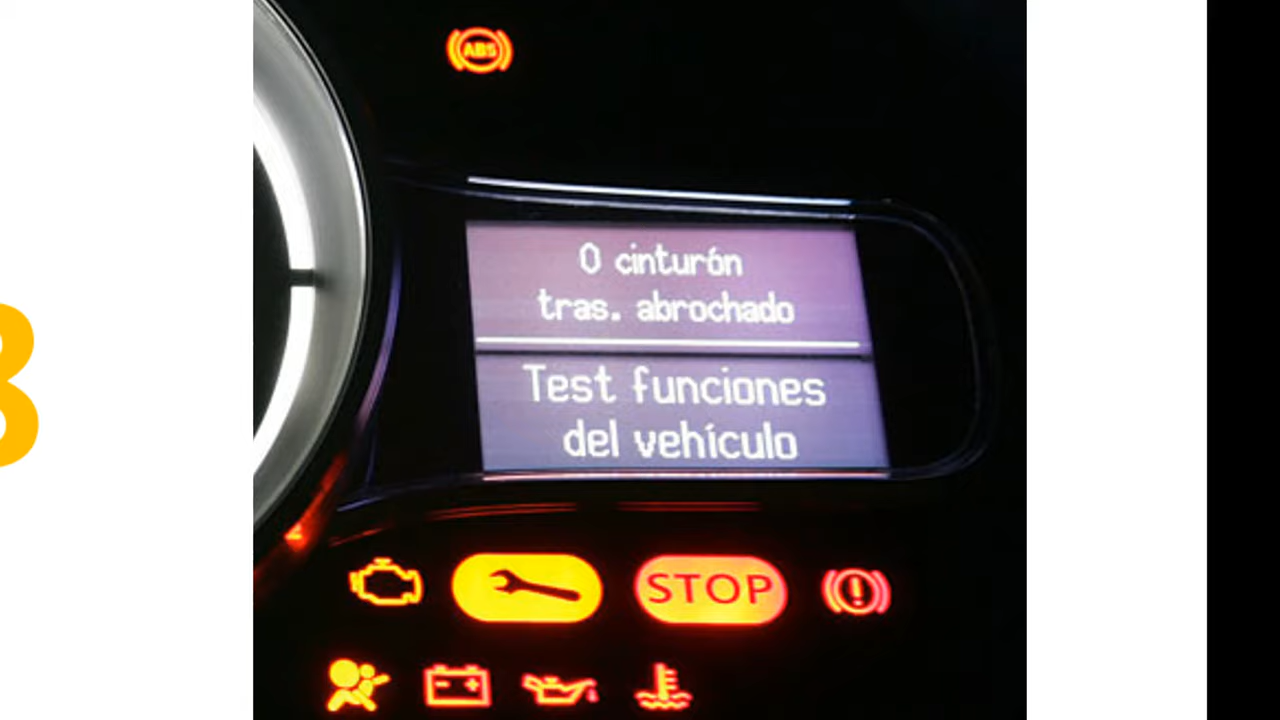 ABS
0 cinturón
tras. abrochado
Test funciones
del vehículo
STOP